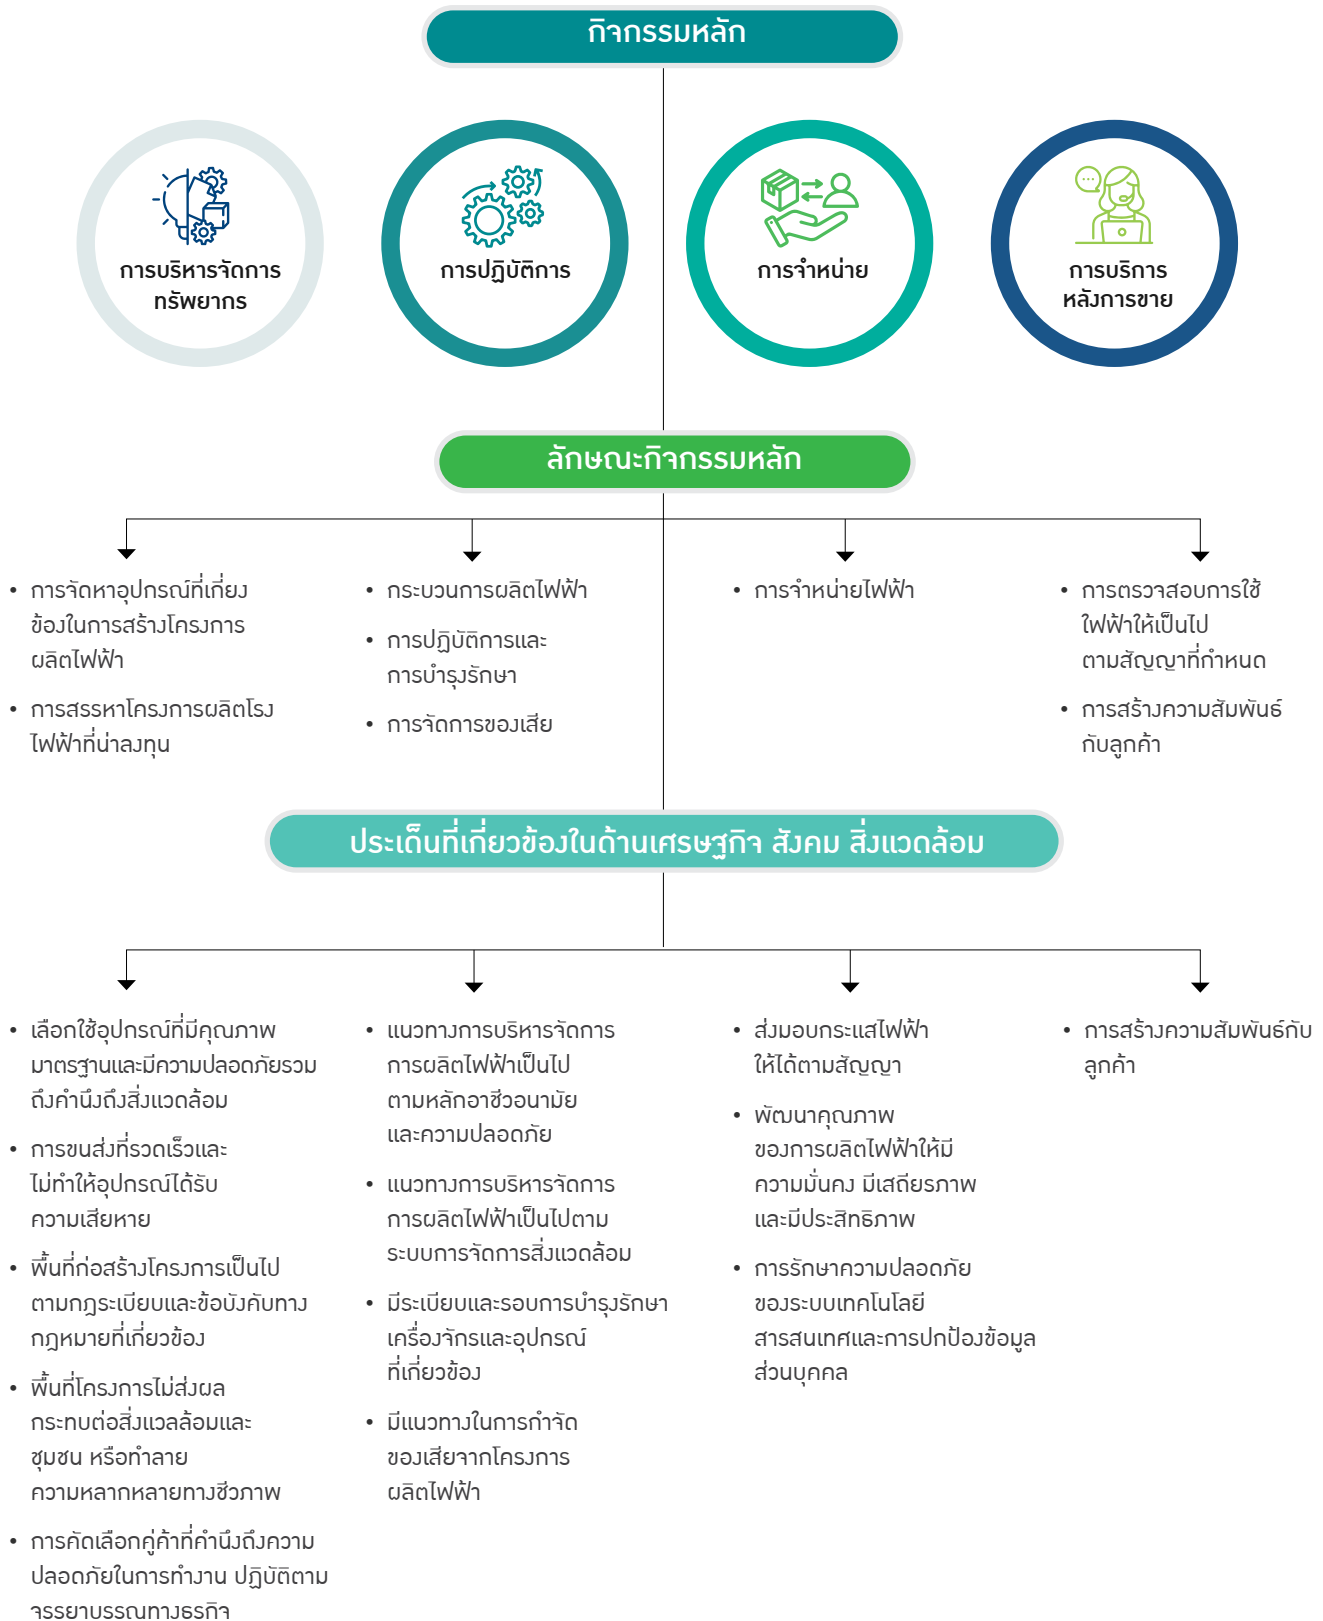 กิจกรรมหลัก
การบริหารจัดการ
ทรัพยากร
การปฏิบัติการ
การจำหน่าย
การบริการ
หลังการขาย
ลักษณะกิจกรรมหลัก
• การจัดหาอุปกรณ์ที่เกี่ยว
ข้องในการสร้างโครงการ
ผลิตไฟฟ้า
• การสรรหาโครงการผลิตโรง
ไฟฟ้าที่น่าลงทุน
• กระบวนการผลิตไฟฟ้า
• การปฏิบัติการและ
การบำรุงรักษา
• การจัดการของเสีย
• การจำหน่ายไฟฟ้า
• การตรวจสอบการใช้
ไฟฟ้าให้เป็นไป
ตามสัญญาที่กำหนด
• การสร้างความสัมพันธ์
กับลูกค้า
ประเด็นที่เกี่ยวข้องในด้านเศรษฐกิจ สังคม สิ่งแวดล้อม
• เลือกใช้อุปกรณ์ที่มีคุณภาพ
มาตรฐานและมีความปลอดภัยรวม
ถึงคำนึงถึงสิ่งแวดล้อม
• การขนส่งที่รวดเร็วและ
ไม่ทำให้อุปกรณ์ได้รับ
ความเสียหาย
• พื้นที่ก่อสร้างโครงการเป็นไป
ตามกฎระเบียบและข้อบังคับทาง
กฎหมายที่เกี่ยวข้อง
• พื้นที่โครงการไม่ส่งผล
กระทบต่อสิ่งแวลล้อมและ
ชุมชน หรือทำลาย
ความหลากหลายทางชีวภาพ
• การคัดเลือกคู่ค้าที่คำนึงถึงความ
ปลอดภัยในการทำงาน ปฏิบัติตาม
จรรยาบรรณทางธุรกิจ
• แนวทางการบริหารจัดการ
การผลิตไฟฟ้าเป็นไป
ตามหลักอาชีวอนามัย
และความปลอดภัย
• แนวทางการบริหารจัดการ
การผลิตไฟฟ้าเป็นไปตาม
ระบบการจัดการสิ่งแวดล้อม
• มีระเบียบและรอบการบำรุงรักษา
เครื่องจักรและอุปกรณ์
ที่เกี่ยวข้อง
• มีแนวทางในการกำจัด
ของเสียจากโครงการ
ผลิตไฟฟ้า
• ส่งมอบกระแสไฟฟ้า
ให้ได้ตามสัญญา
• พัฒนาคุณภาพ
ของการผลิตไฟฟ้าให้มี
ความมั่นคง มีเสถียรภาพ
และมีประสิทธิภาพ
• การรักษาความปลอดภัย
ของระบบเทคโนโลยี
สารสนเทศและการปกป้องข้อมูล
ส่วนบุคคล
• การสร้างความสัมพันธ์กับ
ลูกค้า